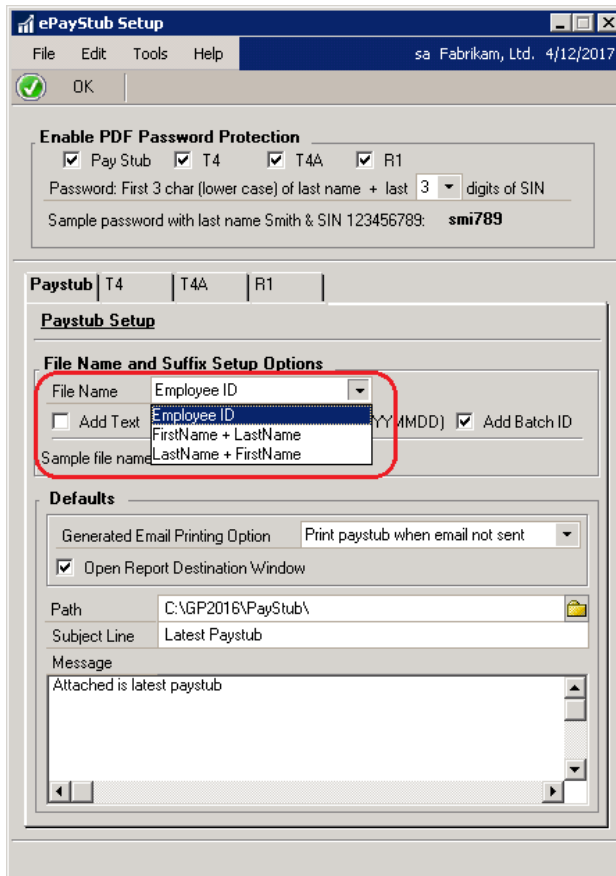 ePayStub Setup
File Edit Tools Help sa Fabrikam, Ltd. 4/12/2017
OK
Enable PDF Password Protection
Pay Stub T4 T4A R1
Password: First 3 char (lower case) of last name + last 3 digits of SIN
Sample password with last name Smith & SIN 123456789: smi789
Paystub T4 T4A R1
Paystub Setup
File Name and Suffix Setup Options
File Name Employee ID
Add Text Employee ID YYMMDD) Add Batch ID
FirstName + LastName
Sample file name LastName + FirstName
Defaults
Generated Email Printing Option Print paystub when email not sent
Open Report Destination Window
Path C:\GP2016\PayStub\
Subject Line Latest Paystub
Message
Attached is latest paystub